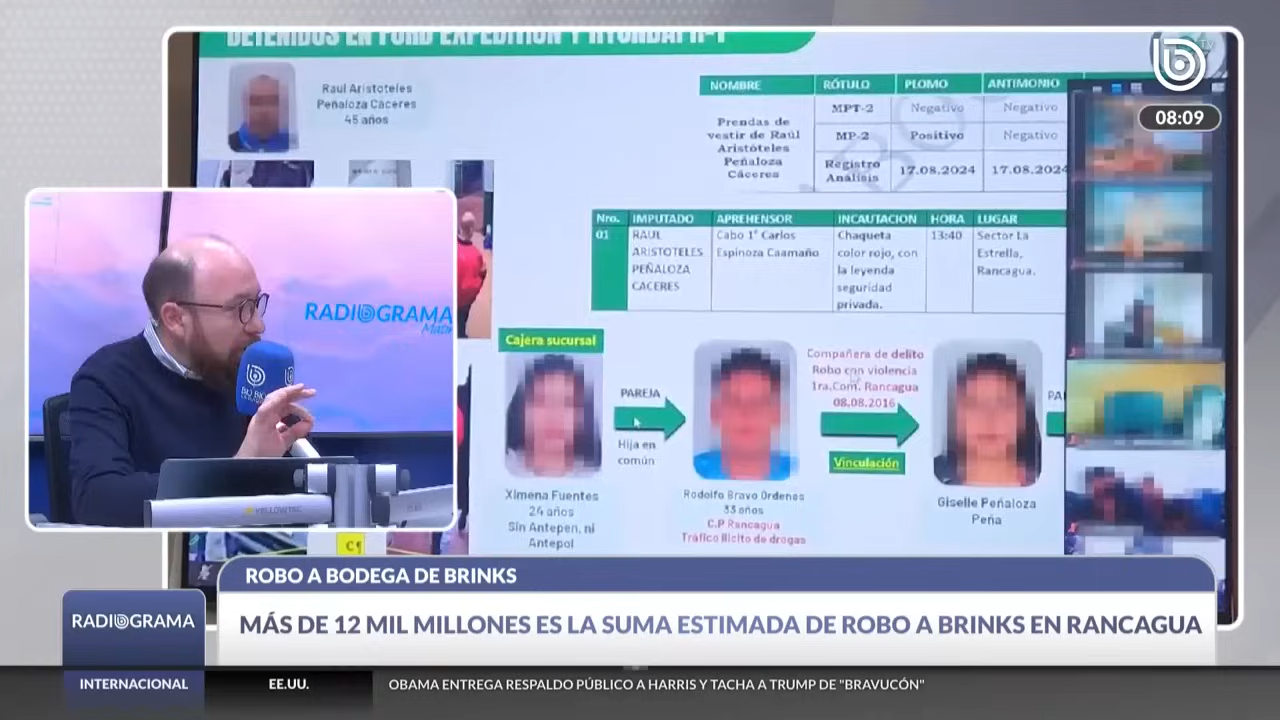 DETENIDOS EN FORD EXPEDITION Y HYUNDAI H-1
TV
08:09
Raul Aristoteles
Peñaloza Cáceres
45 años
NOMBRE RÓTULO PLOMO ANTIMONIO
Prendas de
vestir de Raúl
Aristóteles
Peñaloza
Cáceres
MPT-2 Negativo Negativo
MP-2 Positivo Negativo
Registro
Análisis
17.08.2024 17.08.2024
Nro. IMPUTADO APREHENSOR INCAUTACION HORA LUGAR
01
RAUL
ARISTOTELES
PEÑALOZA
CACERES
Cabo 1° Carlos
Espinoza Caamaño
Chaqueta
color rojo, con
la leyenda
seguridad
privada.
13:40
Sector La
Estrella,
Rancagua.
RADIOGRAMA
Cajera sucursal
PAREJA
Hija en
común
Compañera de delito
Robo con violencia
1ra.Com. Rancagua
08.08.2016
Vinculación
PA
Ximena Fuentes
24 años
Sin Antepen, ni
Antepol
Rodolfo Bravo Ordenes
33 años
C.P Rancagua
Tráfico Ilícito de drogas
Giselle Peñaloza
Peña
YELLOWTEC
ROBO A BODEGA DE BRINKS
RADIOGRAMA
MÁS DE 12 MIL MILLONES ES LA SUMA ESTIMADA DE ROBO A BRINKS EN RANCAGUA
INTERNACIONAL
EE.UU.
OBAMA ENTREGA RESPALDO PÚBLICO A HARRIS Y TACHA A TRUMP DE "BRAVUCÓN"